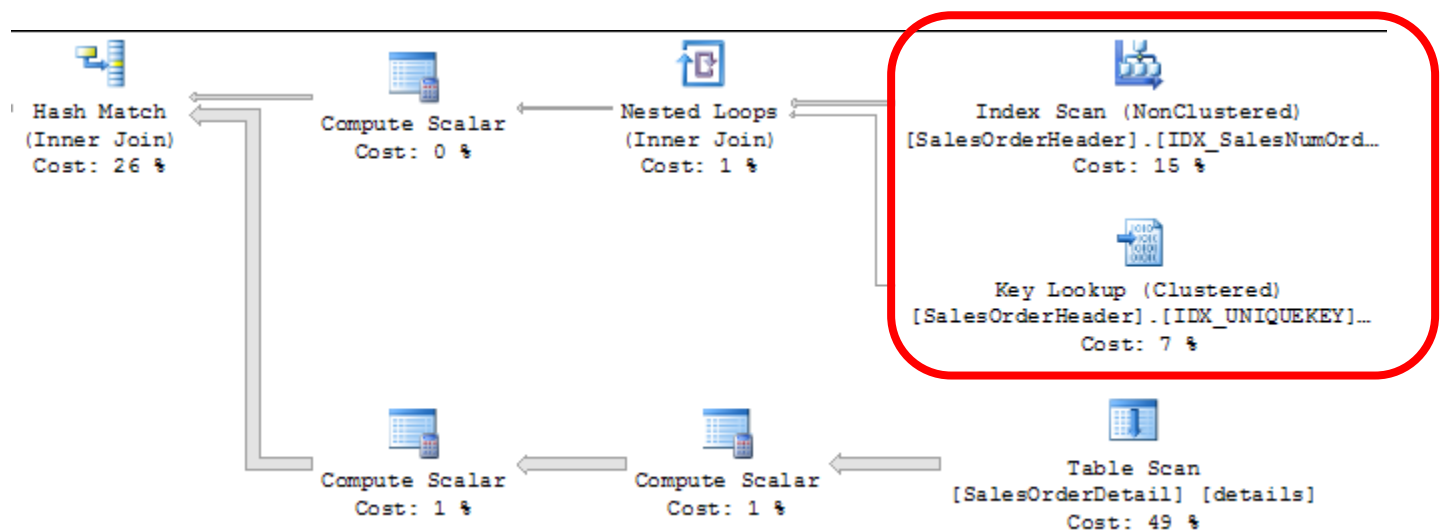 Hash Match
(Inner Join)
Cost: 26 %
Compute Scalar
Cost: 0 %
Nested Loops
(Inner Join)
Cost: 1 %
Index Scan (NonClustered)
[SalesOrderHeader].[IDX_SalesNumOrd…
Cost: 15 %
Key Lookup (Clustered)
[SalesOrderHeader].[IDX_UNIQUEKEY]…
Cost: 7 %
Compute Scalar
Cost: 1 %
Compute Scalar
Cost: 1 %
Table Scan
[SalesOrderDetail] [details]
Cost: 49 %